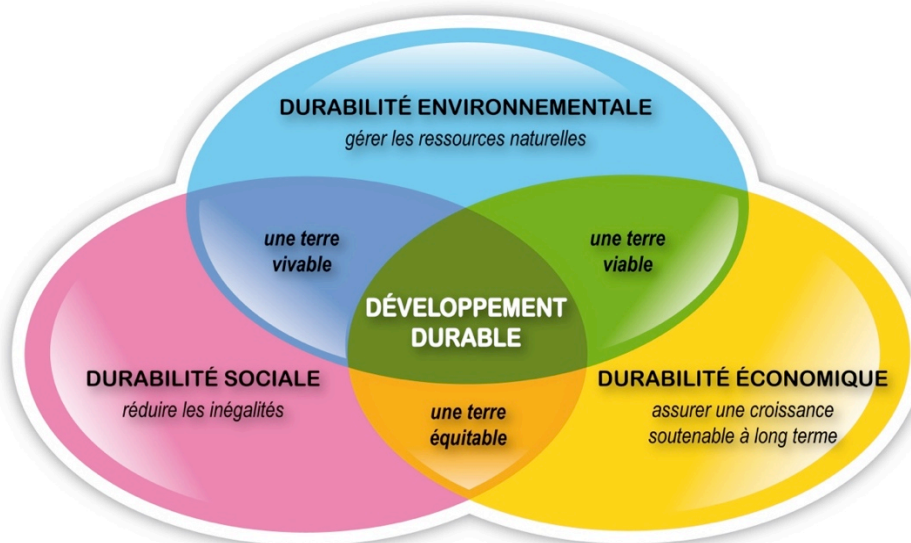 DURABILITÉ ENVIRONNEMENTALE
gérer les ressources naturelles
une terre
vivable
une terre
viable
DÉVELOPPEMENT
DURABLE
DURABILITÉ SOCIALE
réduire les inégalités
DURABILITÉ ÉCONOMIQUE
assurer une croissance
soutenable à long terme
une terre
équitable